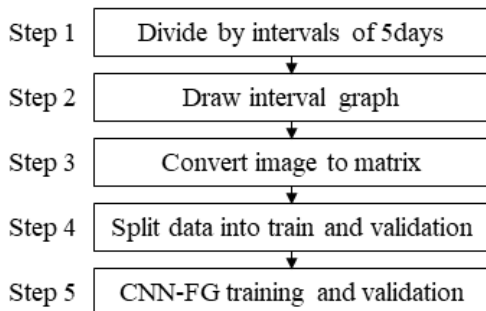 Step 1 Divide by intervals of 5days
Step 2 Draw interval graph
Step 3 Convert image to matrix
Step 4 Split data into train and validation
Step 5 CNN-FG training and validation